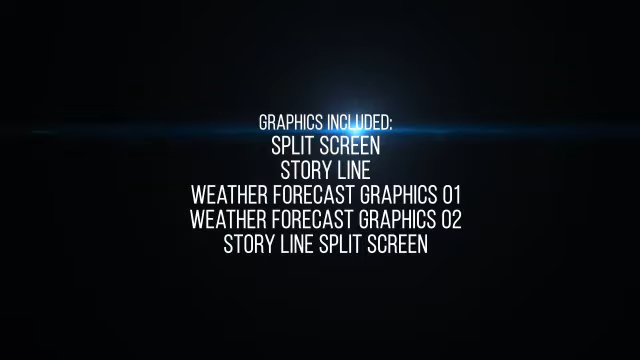 GRAPHICS INCLUDED:
SPLIT SCREEN
STORY LINE
WEATHER FORECAST GRAPHICS 01
WEATHER FORECAST GRAPHICS 02
STORY LINE SPLIT SCREEN